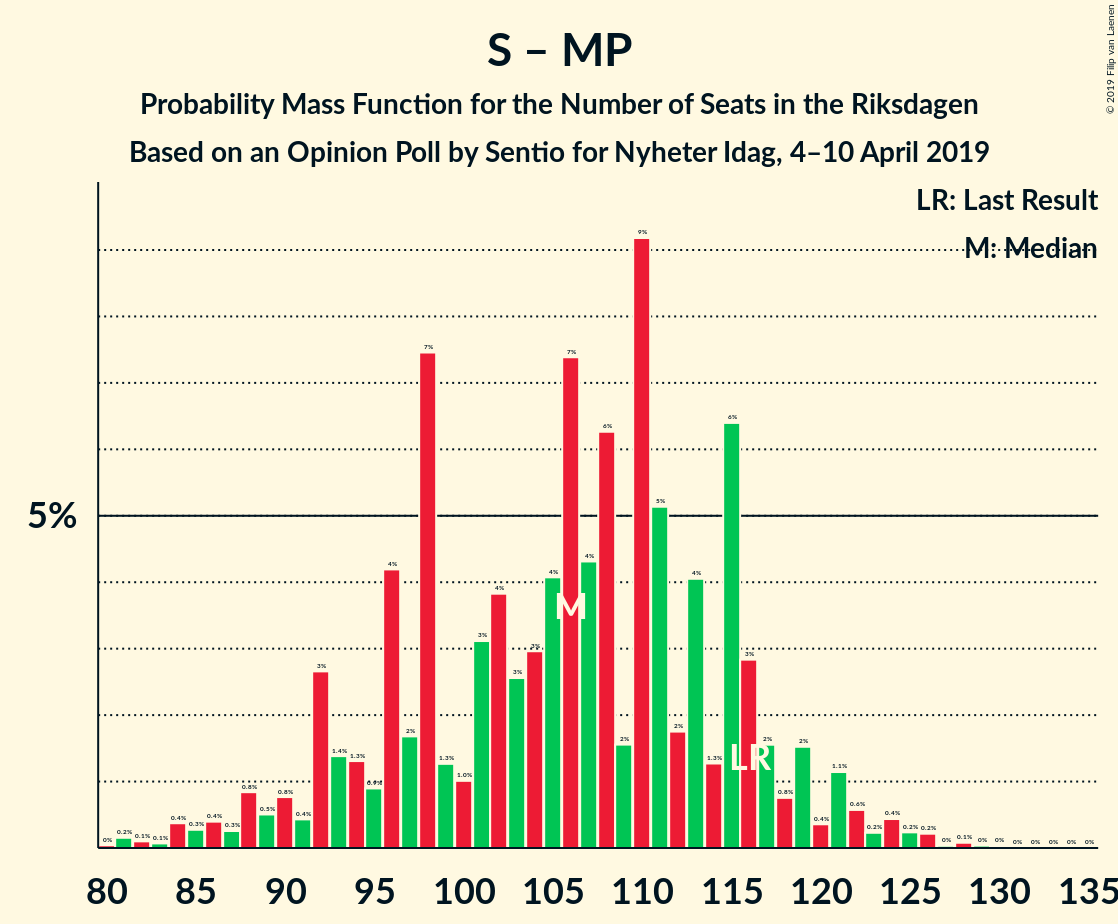 S – MP
Probability Mass Function for the Number of Seats in the Riksdagen
Based on an Opinion Poll by Sentio for Nyheter Idag, 4–10 April 2019
© 2019 Filip van Laenen
LR: Last Result
M: Median
5%
0% 0.2% 0.1% 0.1% 0.4% 0.3% 0.4% 0.3% 0.8% 0.5% 0.8% 0.4% 3% 1.4% 1.3% 0.9% 4% 2% 7% 1.3% 1.0% 3% 4% 3% 3% 4% 7% 4% 6% 2% 9% 5% 2% 4% 1.3% 6% 3% 2% 0.8% 2% 0.4% 1.1% 0.6% 0.2% 0.4% 0.2% 0.2% 0% 0.1% 0% 0% 0% 0% 0% 0% 0%
M
LR
80 85 90 95 100 105 110 115 120 125 130 135